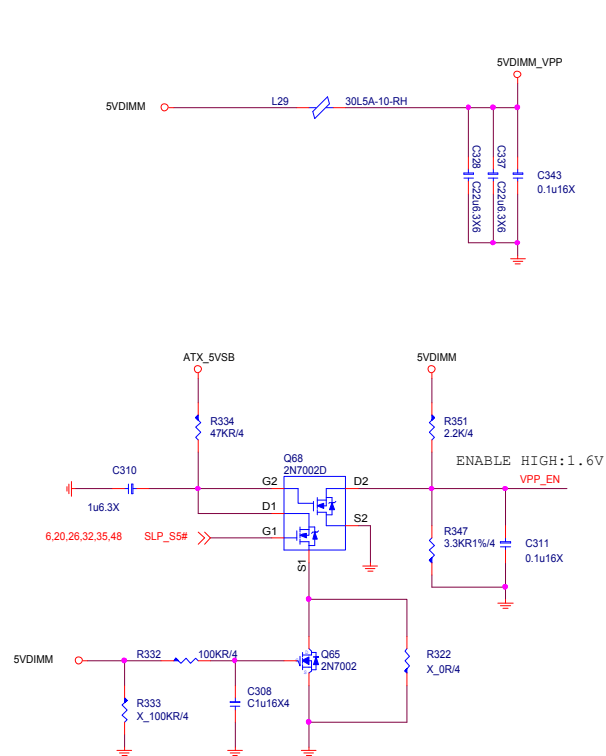 5VDIMM_VPP
5VDIMM
L29
30L5A-10-RH
C328
C22u6.3X6
C337
C22u6.3X6
C343
0.1u16X
ATX_5VSB
5VDIMM
R334
47KR/4
R351
2.2K/4
Q68
2N7002D
ENABLE HIGH:1.6V
C310
G2
D2
VPP_EN
1u6.3X
D1
S2
6,20,26,32,35,48
SLP_S5#
G1
R347
3.3KR1%/4
C311
0.1u16X
S1
R332
100KR/4
Q65
2N7002
R322
X_0R/4
5VDIMM
R333
X_100KR/4
C308
C1u16X4